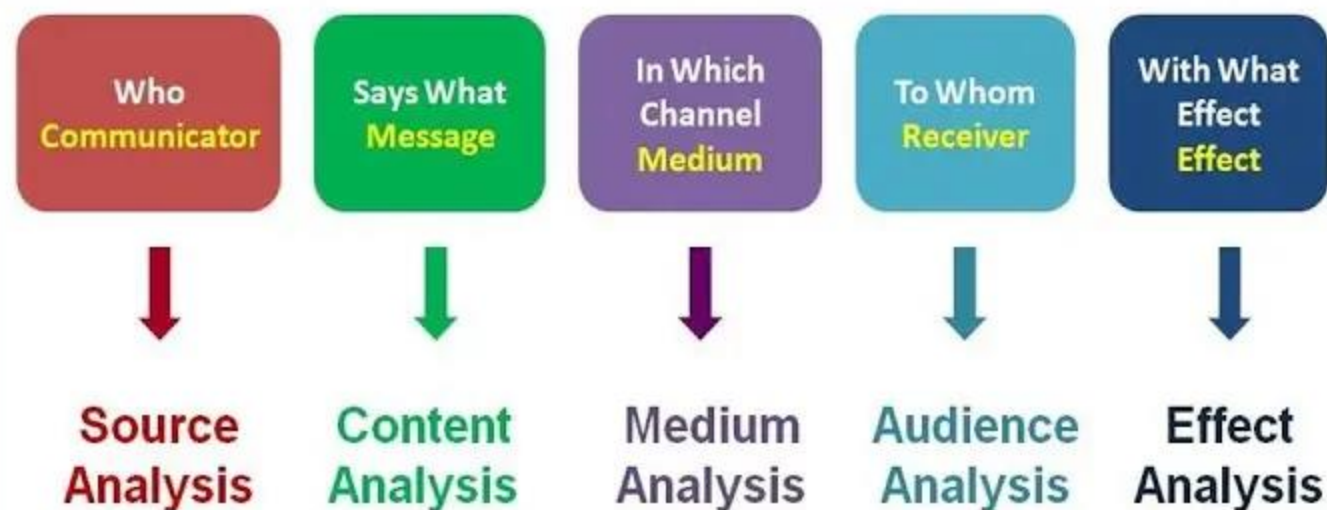 Who
Communicator
Says What
Message
In Which
Channel
Medium
To Whom
Receiver
With What
Effect
Effect
Source
Analysis
Content
Analysis
Medium
Analysis
Audience
Analysis
Effect
Analysis